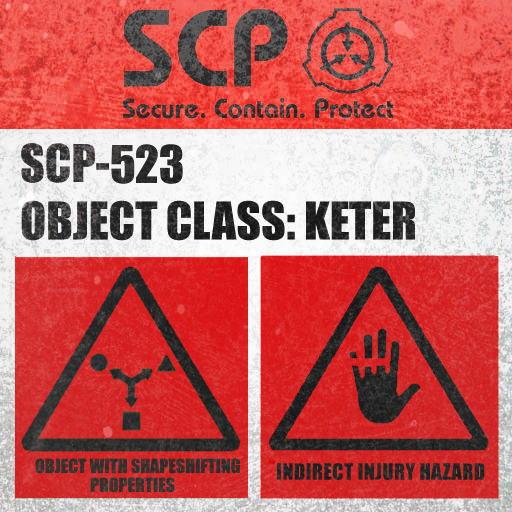 SCP
Secure. Contain. Protect
SCP-523
OBJECT CLASS: KETER
OBJECT WITH SHAPESHIFTING
PROPERTIES
INDIRECT INJURY HAZARD